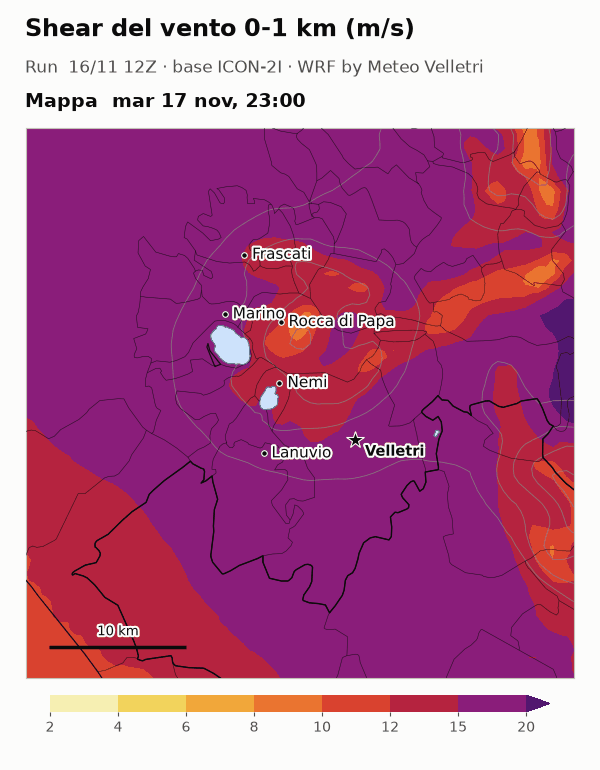 Shear del vento 0-1 km (m/s)
Run  16/11 12Z · base ICON-2I · WRF by Meteo Velletri
Mappa  mar 17 nov, 23:00
Frascati
Marino
Rocca di Papa
Nemi
Velletri
Lanuvio
10 km
2 4 6 8 10 12 15 20